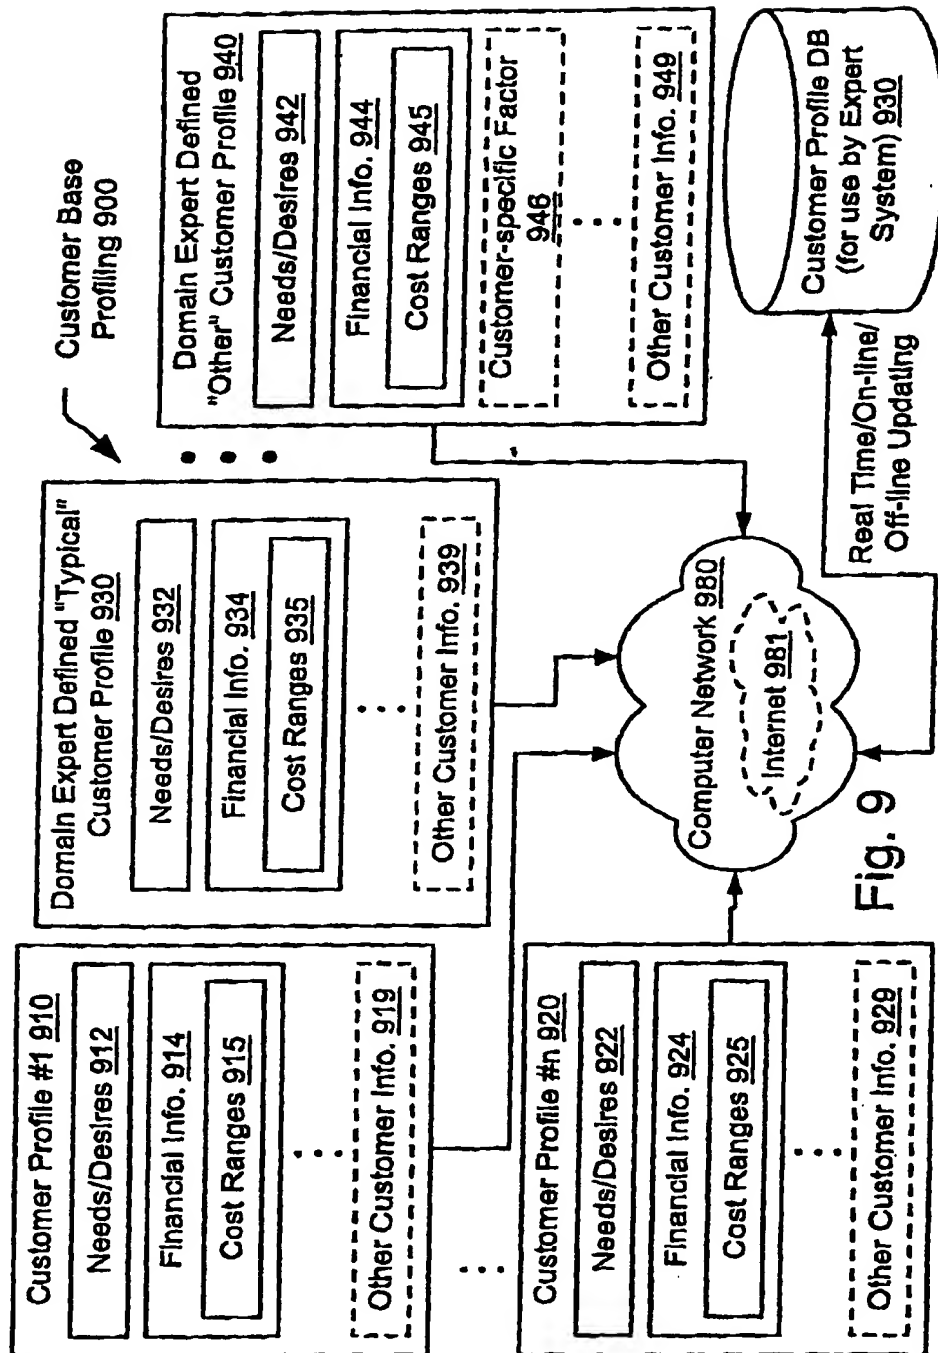 Customer Base
Profiling 900
Customer Profile #1 910
Needs/Desires 912
Financial Info. 914
Cost Ranges 915
Other Customer Info. 919
Domain Expert Defined "Typical"
Customer Profile 930
Needs/Desires 932
Financial Info. 934
Cost Ranges 935
Other Customer Info. 939
Domain Expert Defined
"Other" Customer Profile 940
Needs/Desires 942
Financial Info. 944
Cost Ranges 945
Customer-specific Factor
946
Other Customer Info. 949
Customer Profile #n 920
Needs/Desires 922
Financial Info. 924
Cost Ranges 925
Other Customer Info. 929
Computer Network 980
Internet 981
Real Time/On-line/
Off-line Updating
Customer Profile DB
(for use by Expert
System) 930
Fig. 9